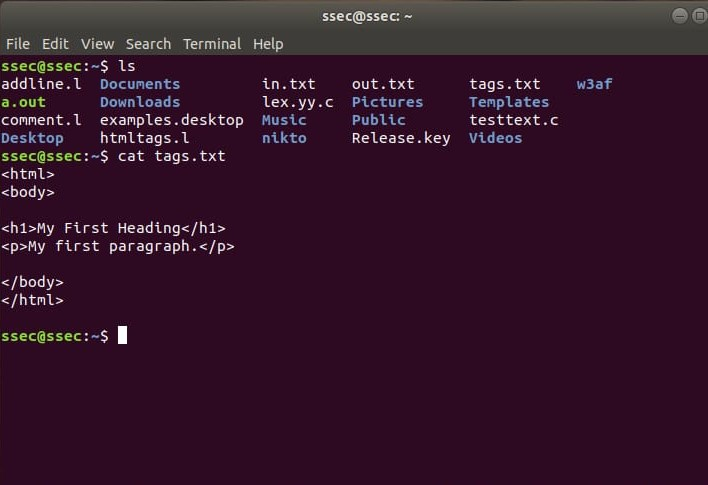 ssec@ssec: ~
File Edit View Search Terminal Help
ssec@ssec:~$ ls
addline.l Documents in.txt out.txt tags.txt w3af
a.out Downloads lex.yy.c Pictures Templates
comment.l examples.desktop Music Public testtext.c
Desktop htmltags.l nikto Release.key Videos
ssec@ssec:~$ cat tags.txt
<html>
<body>
<h1>My First Heading</h1>
<p>My first paragraph.</p>
</body>
</html>
ssec@ssec:~$